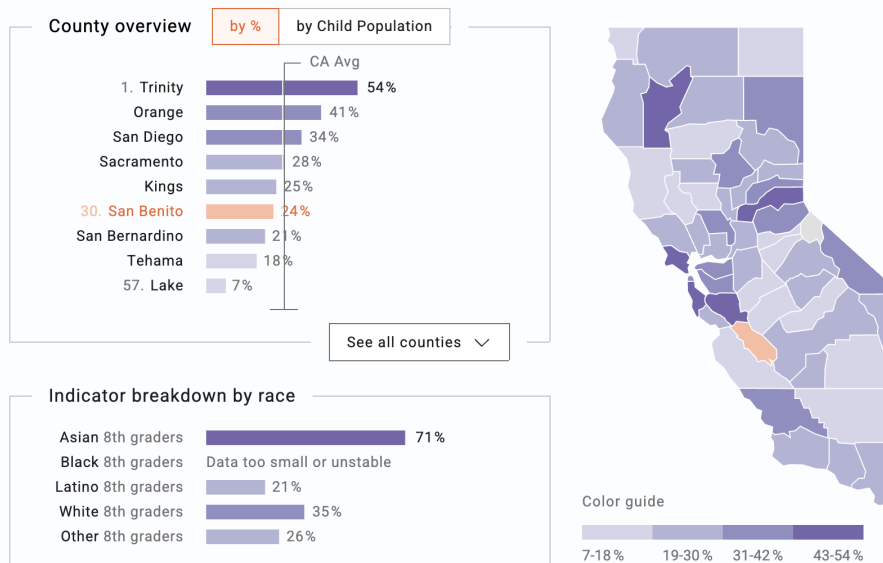 County overview
by %
by Child Population
CA Avg
1. Trinity 54%
Orange 41%
San Diego 34%
Sacramento 28%
Kings 25%
30. San Benito 24%
San Bernardino 21%
Tehama 18%
57. Lake 7%
See all counties
Indicator breakdown by race
Asian 8th graders 71%
Black 8th graders Data too small or unstable
Latino 8th graders 21%
White 8th graders 35%
Other 8th graders 26%
Color guide
7-18% 19-30% 31-42% 43-54%